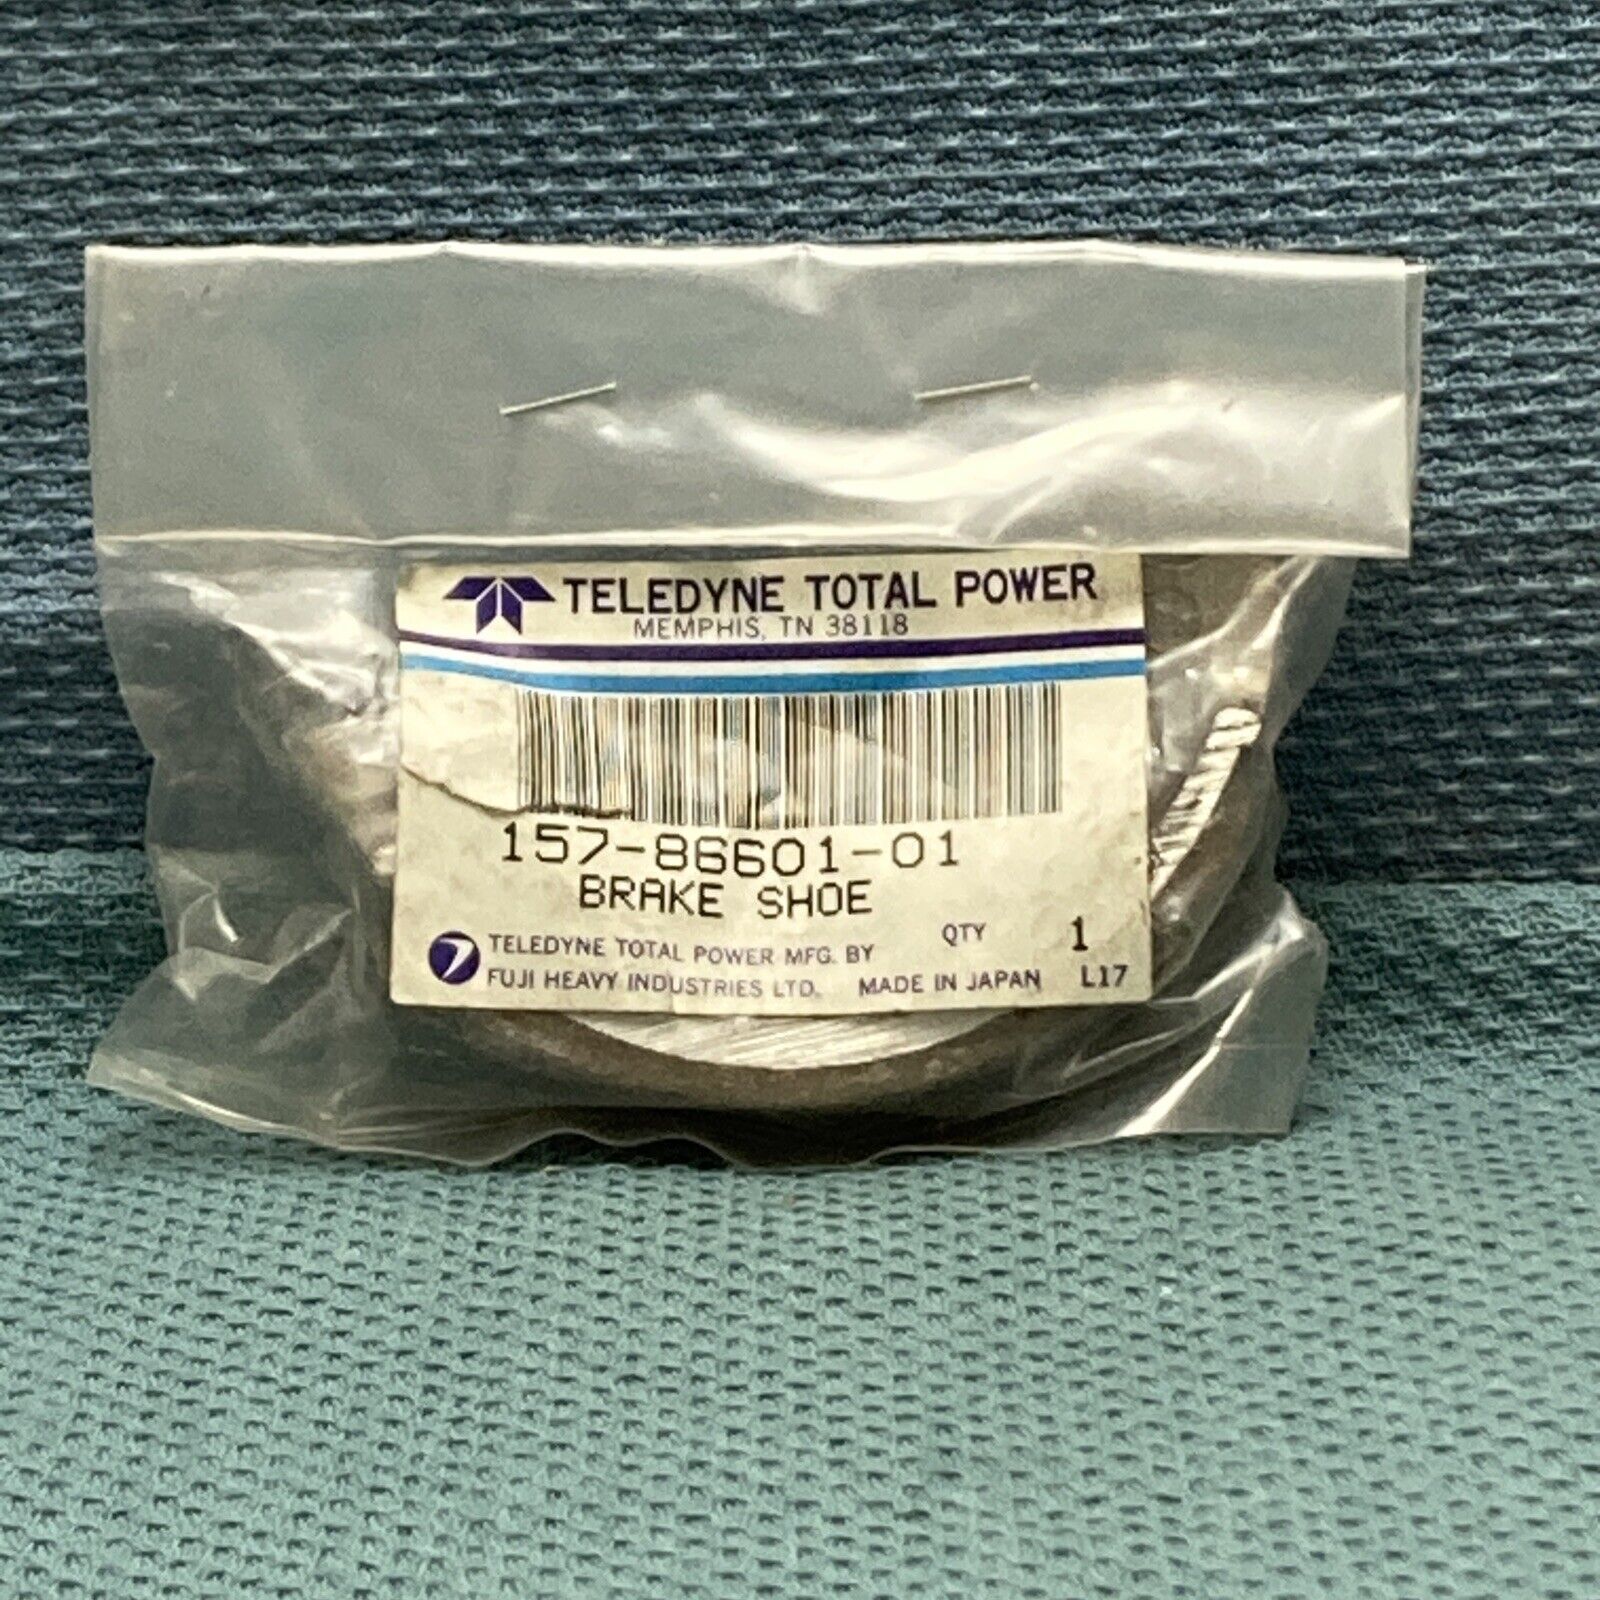 TELEDYNE TOTAL POWER
MEMPHIS, TN 38118
157-86601-01
BRAKE SHOE
QTY 1
TELEDYNE TOTAL POWER MFG. BY
FUJI HEAVY INDUSTRIES LTD. MADE IN JAPAN L17